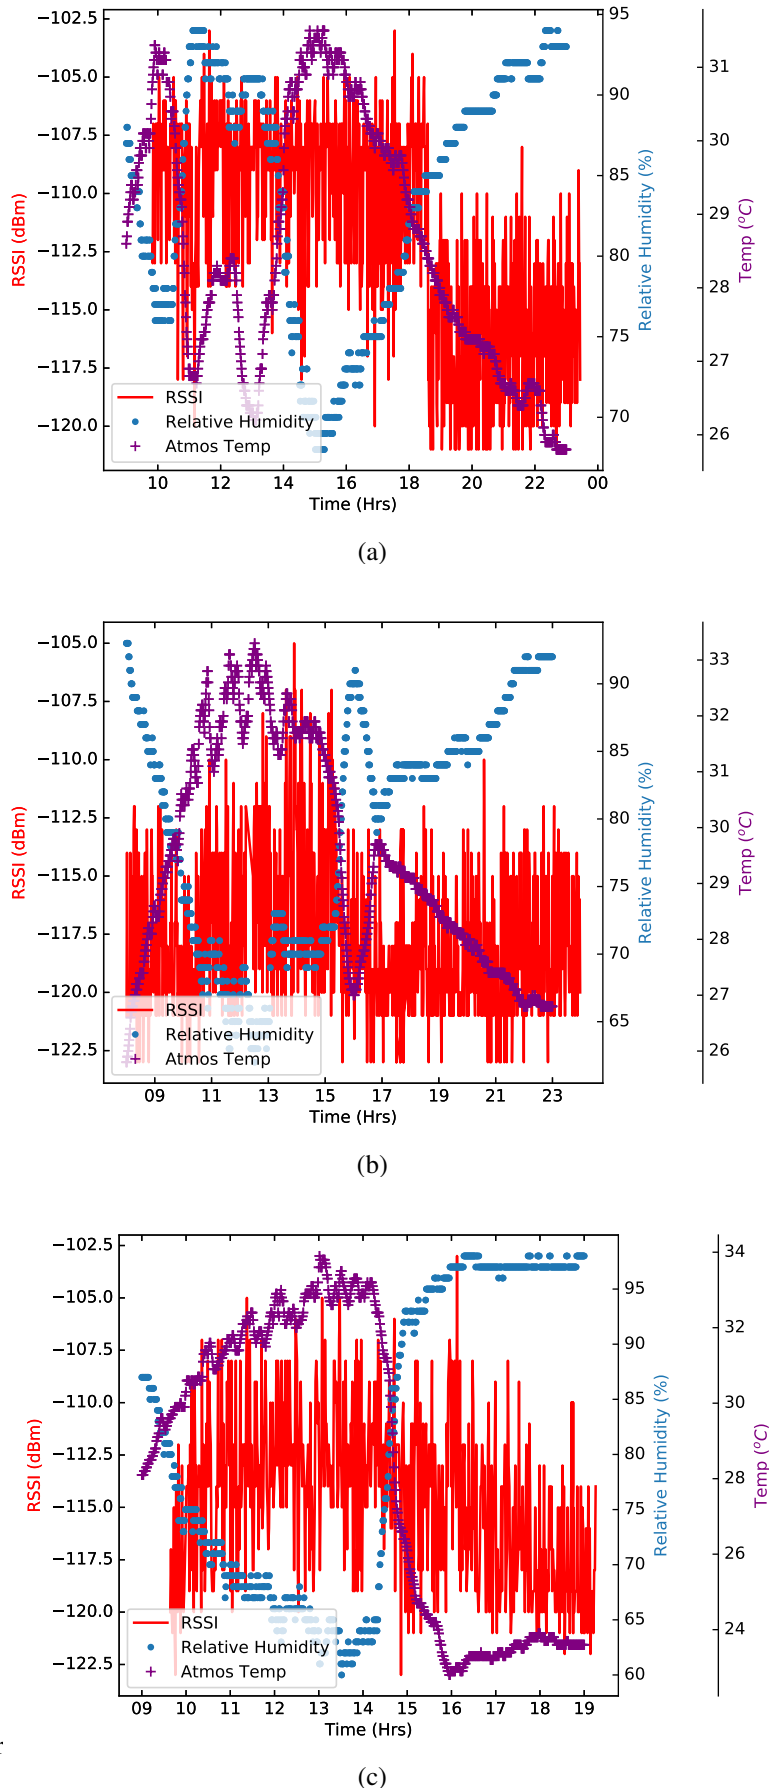 −102.5
−105.0
−107.5
−110.0
−112.5
−115.0
−117.5
−120.0
RSSI (dBm)
95
90
85
80
75
70
Relative Humidity (%)
31
30
29
28
27
26
Temp (°C)
RSSI
Relative Humidity
Atmos Temp
10 12 14 16 18 20 22 00
Time (Hrs)
(a)
−105.0
−107.5
−110.0
−112.5
−115.0
−117.5
−120.0
−122.5
RSSI (dBm)
90
85
80
75
70
65
Relative Humidity (%)
33
32
31
30
29
28
27
26
Temp (°C)
RSSI
Relative Humidity
Atmos Temp
09 11 13 15 17 19 21 23
Time (Hrs)
(b)
−102.5
−105.0
−107.5
−110.0
−112.5
−115.0
−117.5
−120.0
−122.5
RSSI (dBm)
95
90
85
80
75
70
65
60
Relative Humidity (%)
34
32
30
28
26
24
Temp (°C)
RSSI
Relative Humidity
Atmos Temp
09 10 11 12 13 14 15 16 17 18 19
Time (Hrs)
r
(c)